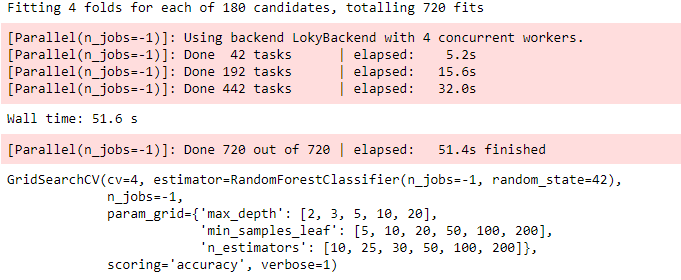 Fitting 4 folds for each of 180 candidates, totalling 720 fits
[Parallel(n_jobs=-1)]: Using backend LokyBackend with 4 concurrent workers.
[Parallel(n_jobs=-1)]: Done  42 tasks      | elapsed:    5.2s
[Parallel(n_jobs=-1)]: Done 192 tasks      | elapsed:   15.6s
[Parallel(n_jobs=-1)]: Done 442 tasks      | elapsed:   32.0s
Wall time: 51.6 s
[Parallel(n_jobs=-1)]: Done 720 out of 720 | elapsed:   51.4s finished
GridSearchCV(cv=4, estimator=RandomForestClassifier(n_jobs=-1, random_state=42),
             n_jobs=-1,
             param_grid={'max_depth': [2, 3, 5, 10, 20],
                         'min_samples_leaf': [5, 10, 20, 50, 100, 200],
                         'n_estimators': [10, 25, 30, 50, 100, 200]},
             scoring='accuracy', verbose=1)